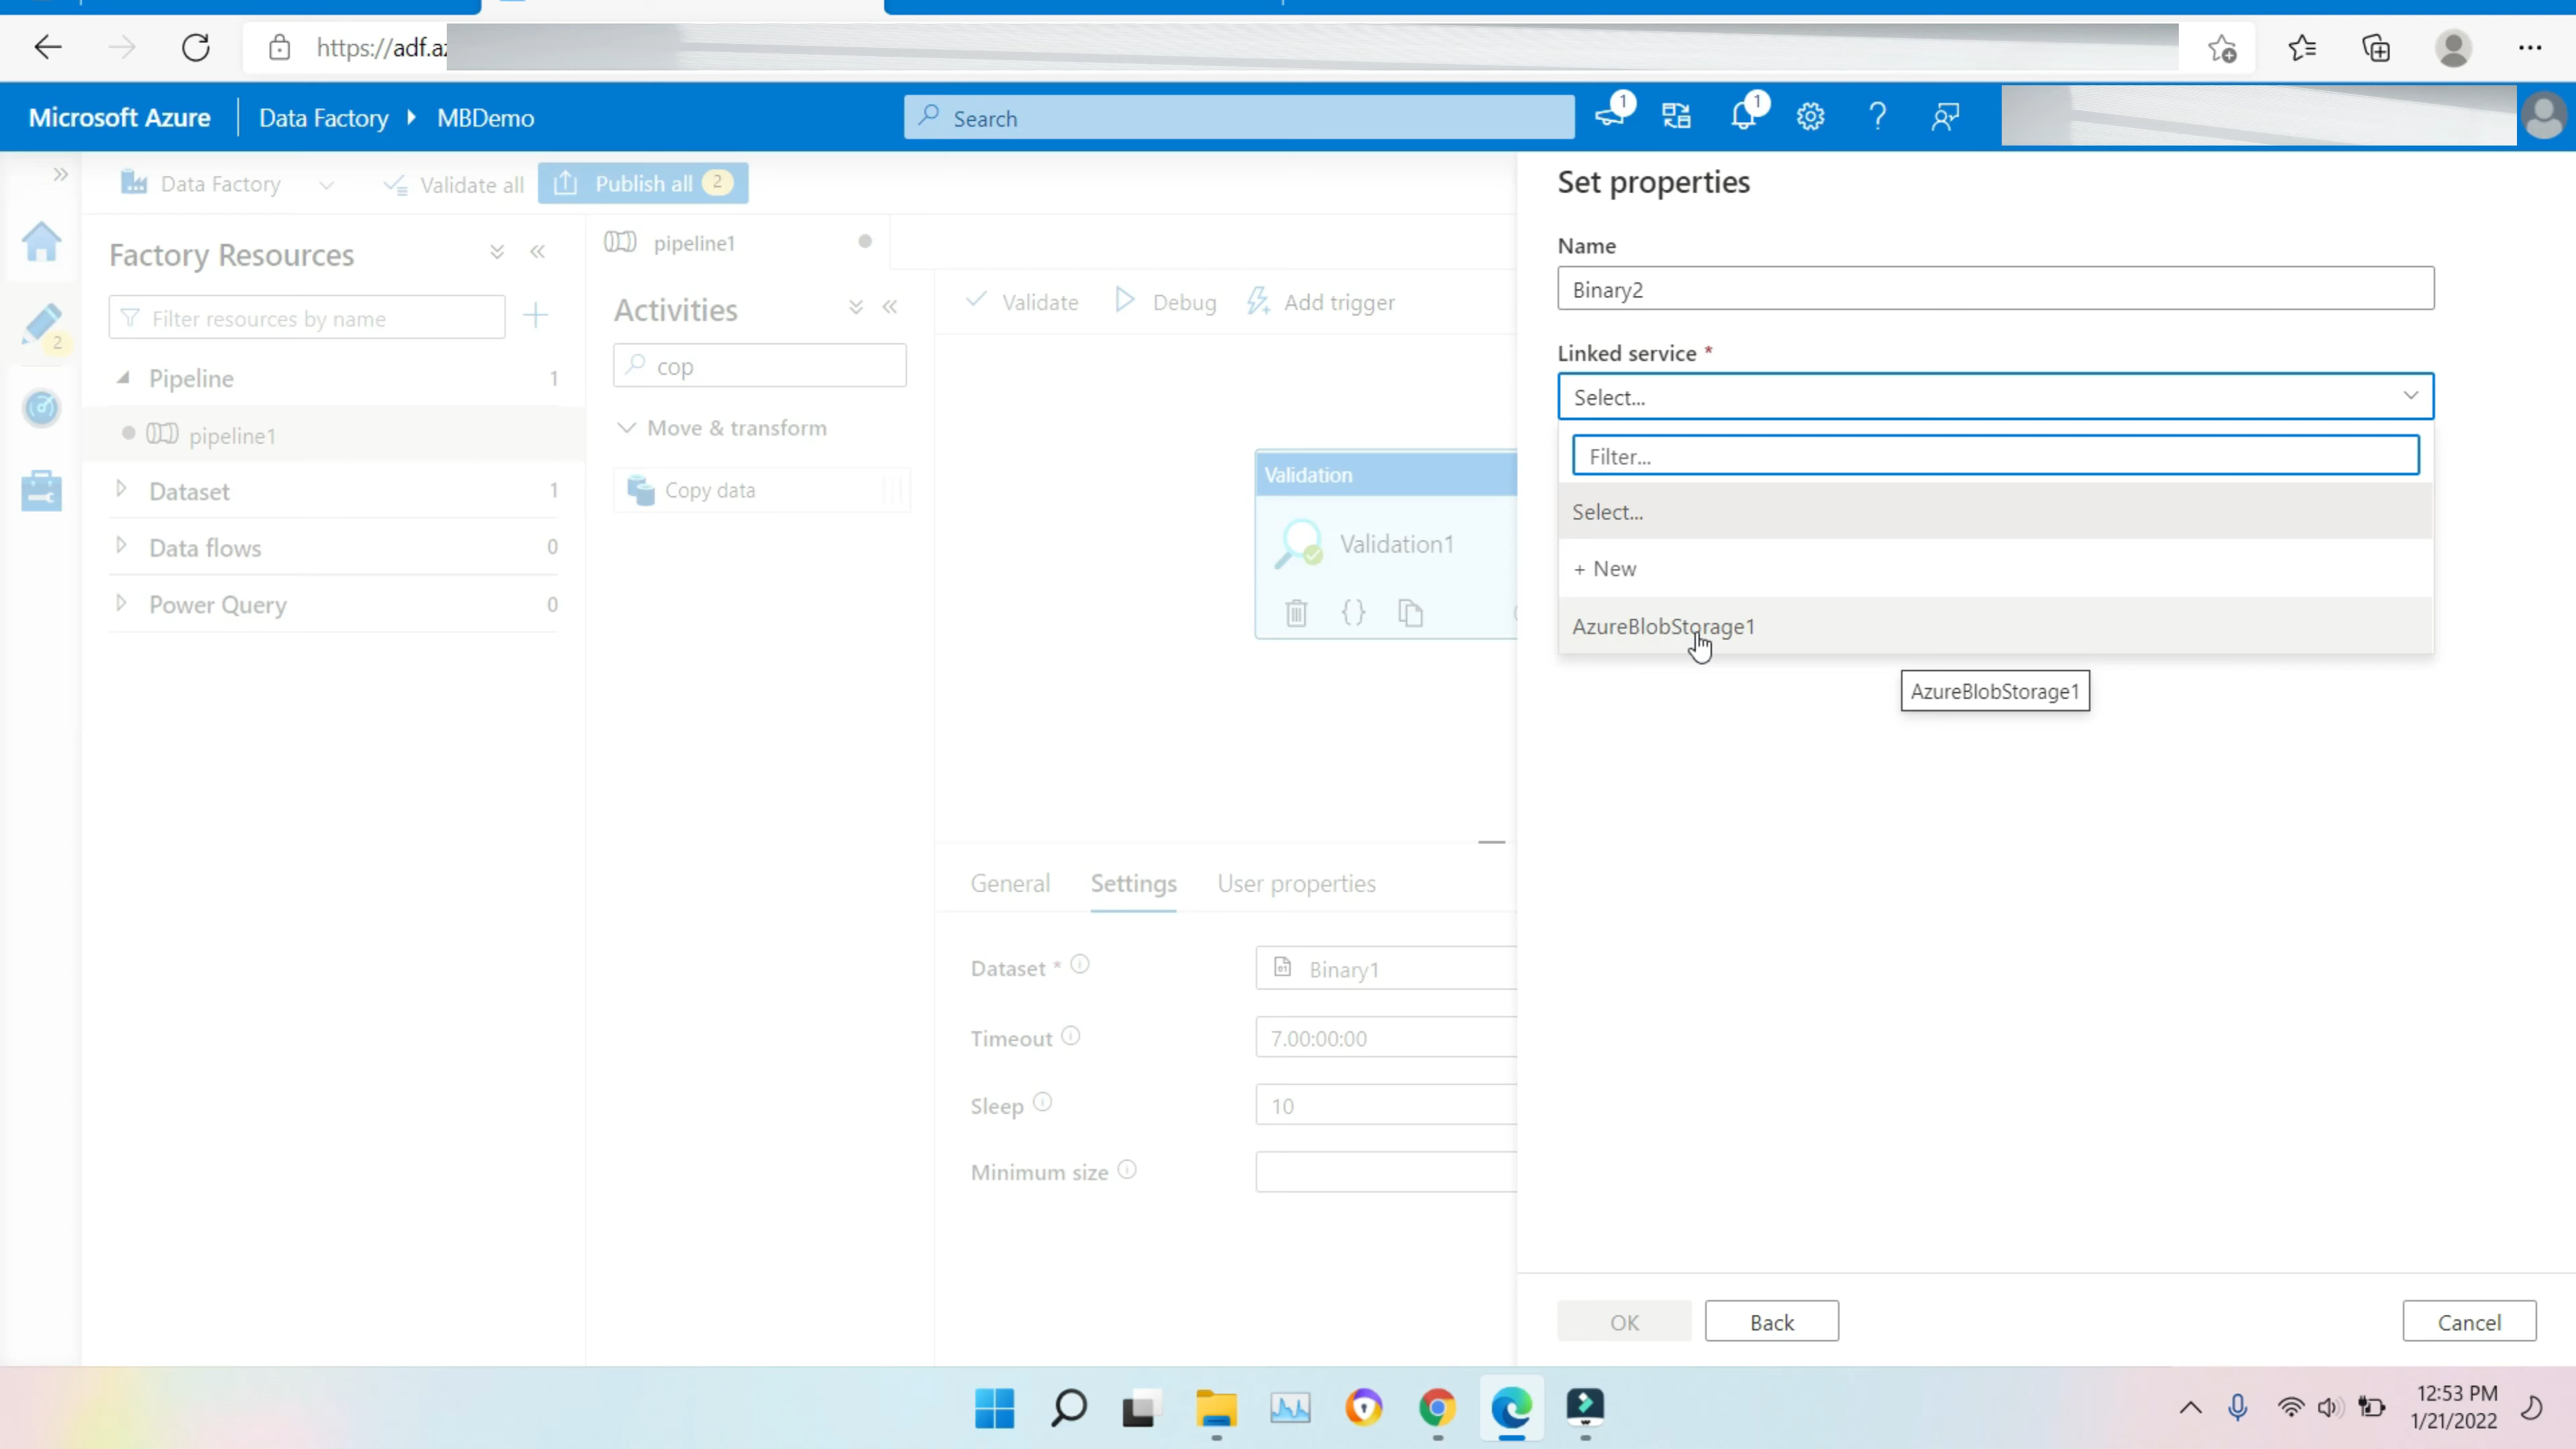 https://adf.az
Microsoft Azure
Data Factory
MBDemo
Search
1
1
Data Factory
Validate all
Publish all
2
Set properties
Factory Resources
pipeline1
Name
Binary2
Filter resources by name
Activities
Validate
Debug
Add trigger
2
Linked service *
cop
Select...
Pipeline
1
Move & transform
pipeline1
Filter...
Validation
Dataset
1
Copy data
Select...
Data flows
0
Validation1
+ New
Power Query
0
AzureBlobStorage1
AzureBlobStorage1
General
Settings
User properties
Dataset *
Binary1
Timeout
7.00:00:00
Sleep
10
Minimum size
OK
Back
Cancel
12:53 PM
1/21/2022